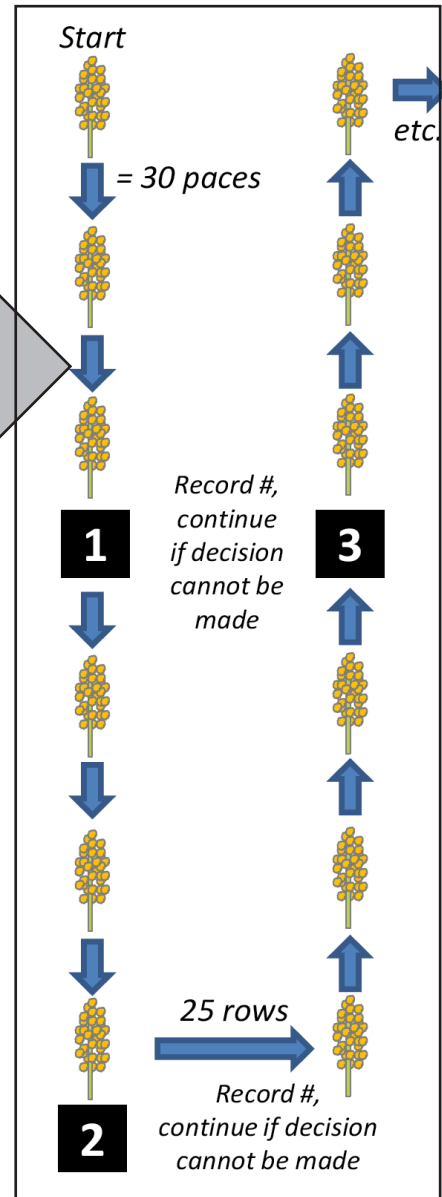 Start
= 30 paces
etc.
Record #,
continue
if decision
cannot be
made
1
3
25 rows
Record #,
continue if decision
cannot be made
2